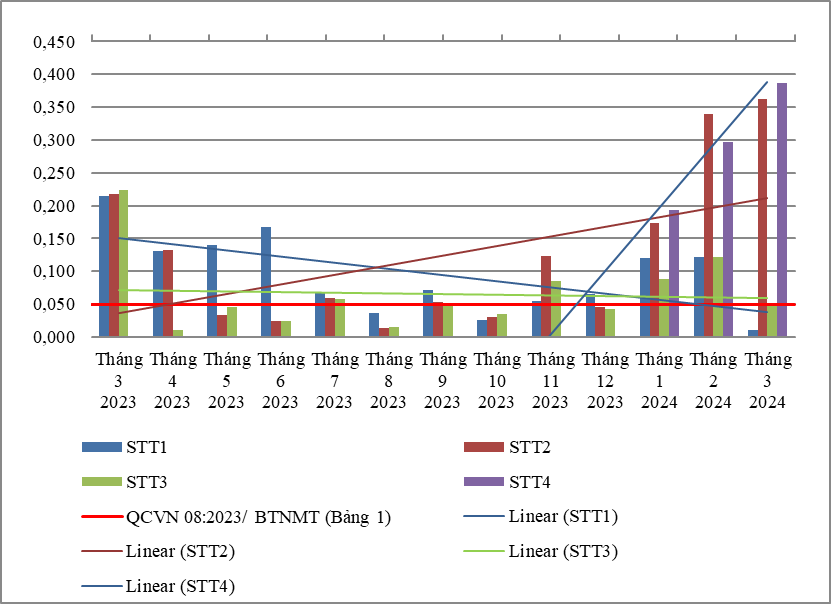 0,450
0,400
0,350
0,300
0,250
0,200
0,150
0,100
0,050
0,000
Tháng Tháng Tháng Tháng Tháng Tháng Tháng Tháng Tháng Tháng Tháng Tháng Tháng
3 4 5 6 7 8 9 10 11 12 1 2 3
2023 2023 2023 2023 2023 2023 2023 2023 2023 2023 2024 2024 2024
STT1 STT2
STT3 STT4
QCVN 08:2023/ BTNMT (Bảng 1) Linear (STT1)
Linear (STT2) Linear (STT3)
Linear (STT4)